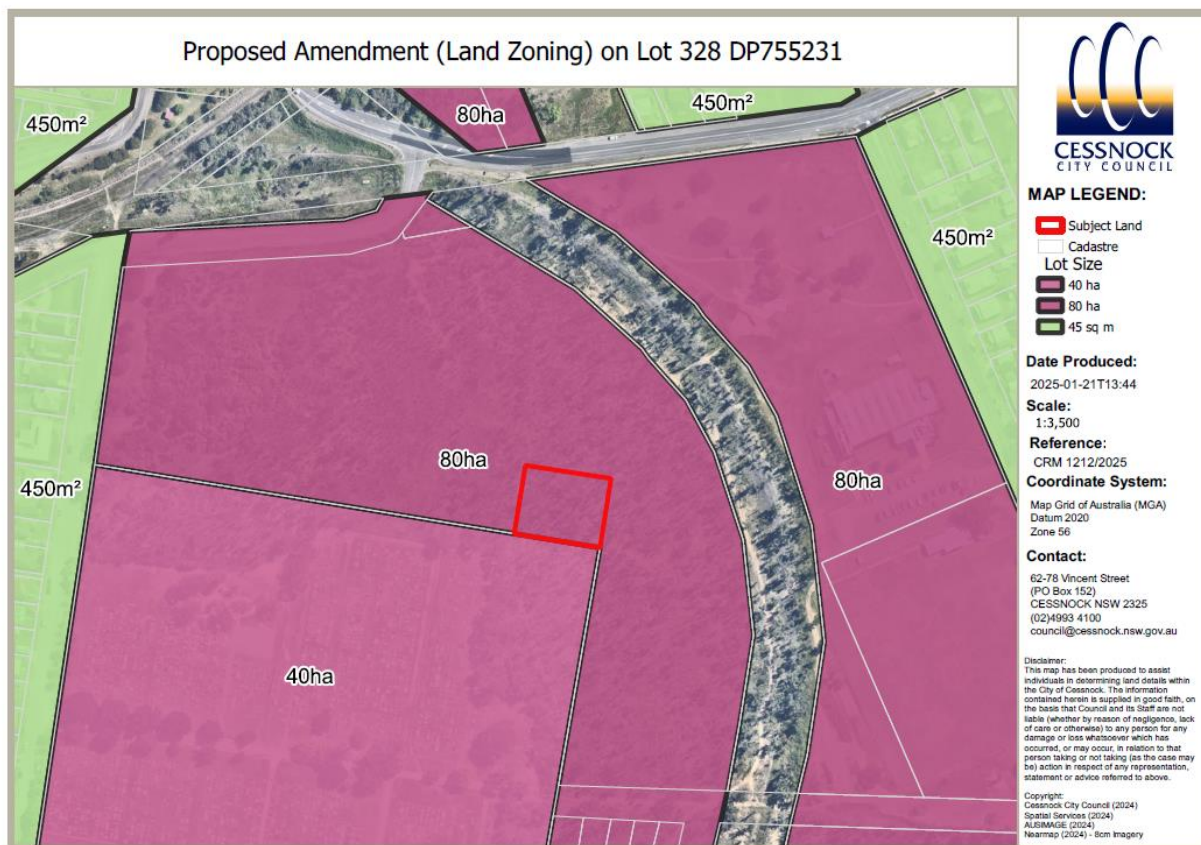 Proposed Amendment (Land Zoning) on Lot 328 DP755231
450m²
80ha
450m²
450m²
80ha
80ha
450m²
40ha
CESSNOCK
CITY COUNCIL
MAP LEGEND:
Subject Land
Cadastre
Lot Size
40 ha
80 ha
45 sq m
Date Produced:
2025-01-21T13:44
Scale:
1:3,500
Reference:
CRM 1212/2025
Coordinate System:
Map Grid of Australia (MGA)
Datum 2020
Zone 56
Contact:
62-78 Vincent Street
(PO Box 152)
CESSNOCK NSW 2325
(02)4993 4100
council@cessnock.nsw.gov.au
Disclaimer:
This map has been produced to assist
individuals in determining land details within
the City of Cessnock. The information
contained herein is supplied in good faith, on
the basis that Council and its Staff are not
liable (whether by reason of negligence, lack
of care or otherwise) to any person for any
damage or loss whatsoever which has
occurred, or may occur, in relation to that
person taking or not taking (as the case may
be) action in respect of any representation,
statement or advice referred to above.
Copyright:
Cessnock City Council (2024)
Spatial Services (2024)
AUSIMAGE (2024)
Nearmap (2024) - 8cm Imagery